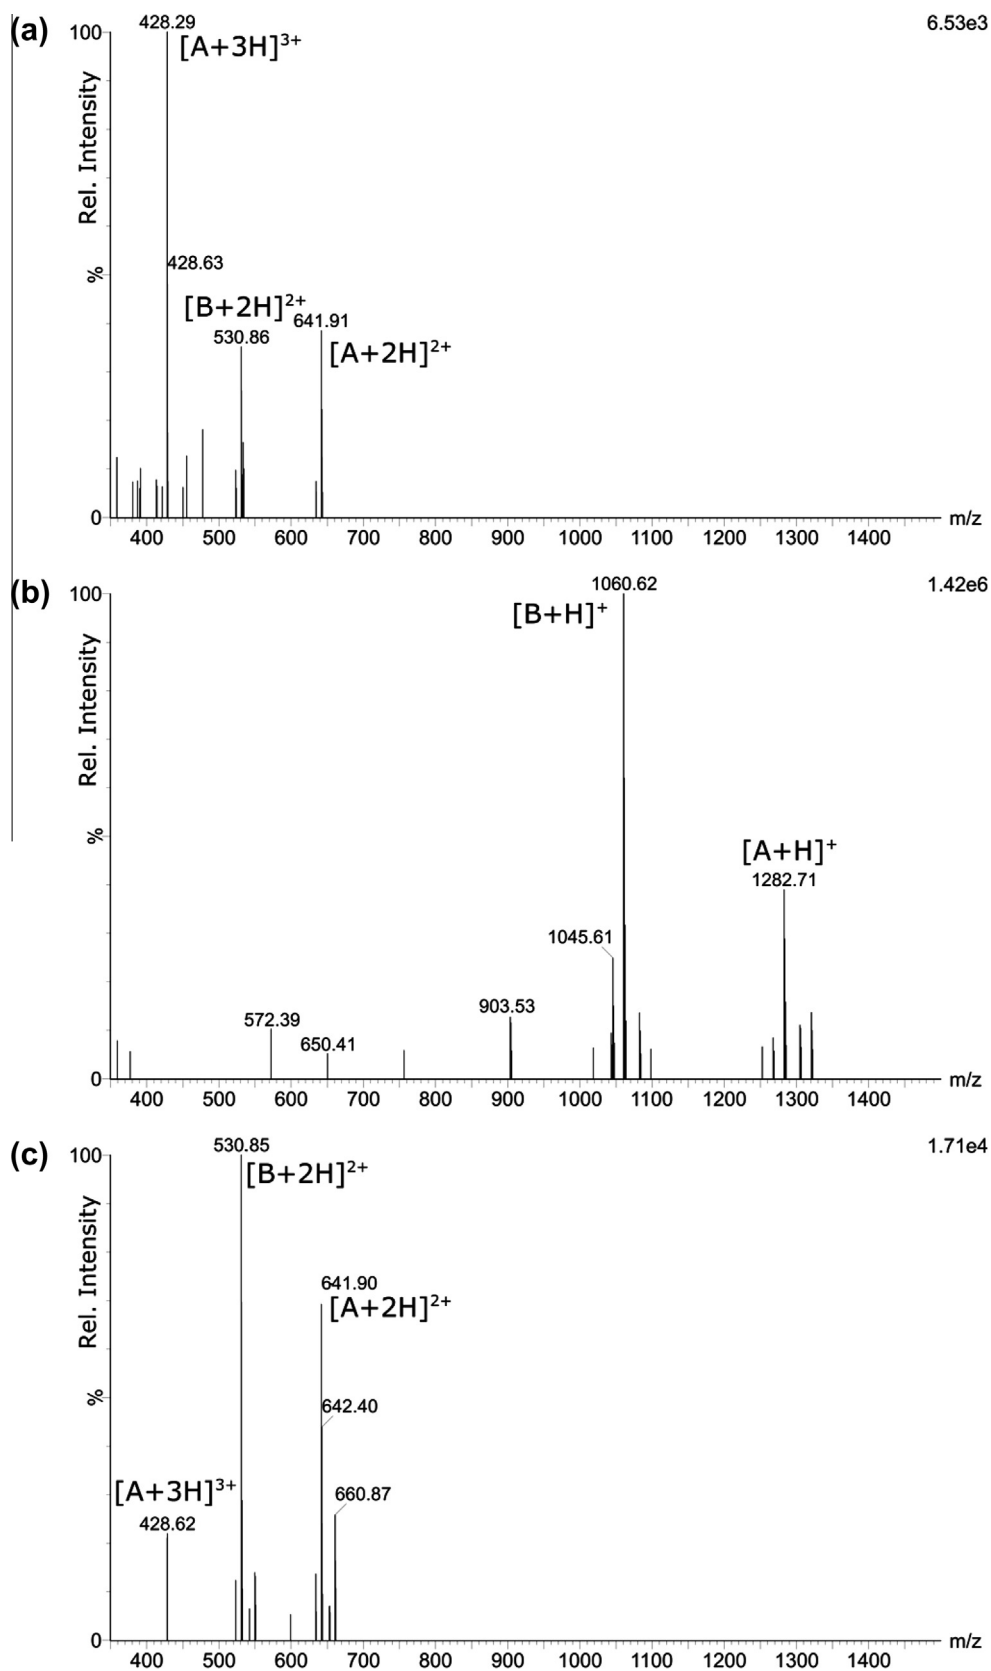 (a)
6.53e3
100
428.29
[A+3H]3+
Rel. Intensity
428.63
%
[B+2H]2+
641.91
530.86
[A+2H]2+
0
m/z
400 500 600 700 800 900 1000 1100 1200 1300 1400
(b)
1.42e6
100
1060.62
[B+H]+
Rel. Intensity
%
[A+H]+
1282.71
1045.61
903.53
572.39
650.41
0
m/z
400 500 600 700 800 900 1000 1100 1200 1300 1400
(c)
1.71e4
100
530.85
[B+2H]2+
Rel. Intensity
641.90
[A+2H]2+
%
642.40
[A+3H]3+
660.87
428.62
0
m/z
400 500 600 700 800 900 1000 1100 1200 1300 1400